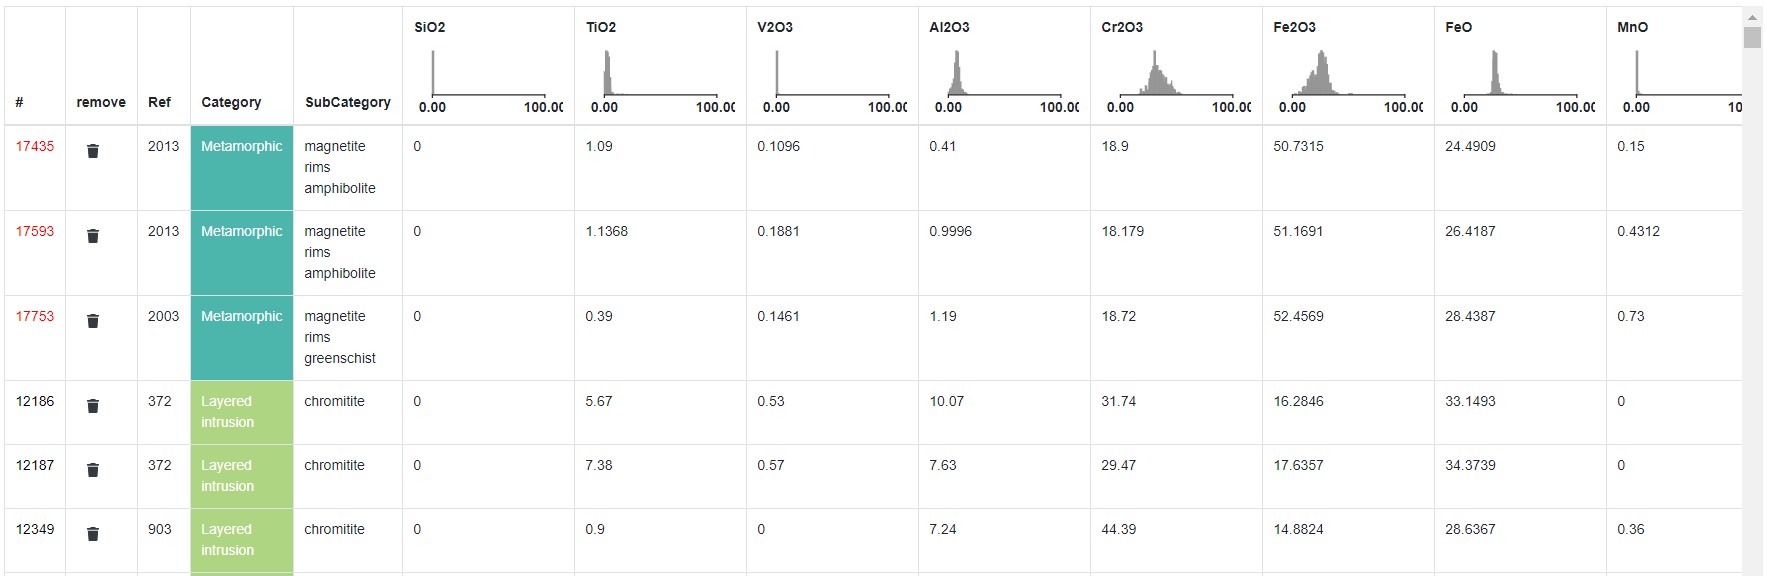 SiO2 TiO2 V2O3 Al2O3 Cr2O3 Fe2O3 FeO MnO
# remove Ref Category SubCategory 0.00 100.00 0.00 100.00 0.00 100.00 0.00 100.00 0.00 100.00 0.00 100.00 0.00 100.00 0.00 10
17435 2013 Metamorphic magnetite 0 1.09 0.1096 0.41 18.9 50.7315 24.4909 0.15
rims
amphibolite
17593 2013 Metamorphic magnetite 0 1.1368 0.1881 0.9996 18.179 51.1691 26.4187 0.4312
rims
amphibolite
17753 2003 Metamorphic magnetite 0 0.39 0.1461 1.19 18.72 52.4569 28.4387 0.73
rims
greenschist
12186 372 Layered chromitite 0 5.67 0.53 10.07 31.74 16.2846 33.1493 0
intrusion
12187 372 Layered chromitite 0 7.38 0.57 7.63 29.47 17.6357 34.3739 0
intrusion
12349 903 Layered chromitite 0 0.9 0 7.24 44.39 14.8824 28.6367 0.36
intrusion